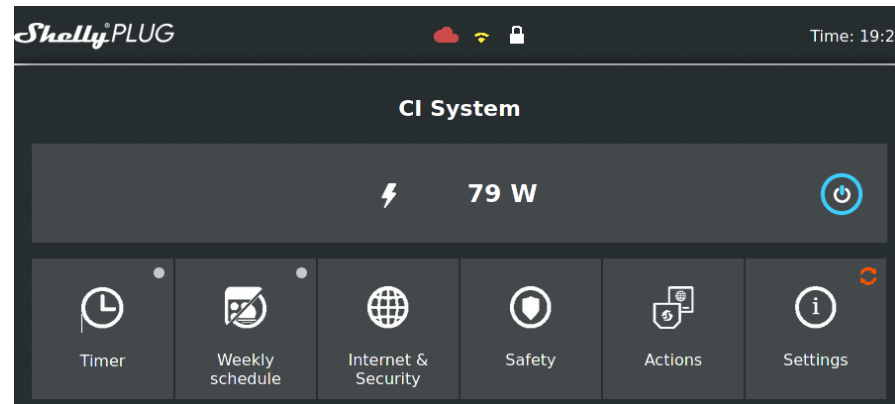 Shelly PLUG
Time: 19:2
CI System
79 W
Timer
Weekly
schedule
Internet &
Security
Safety
Actions
i
Settings